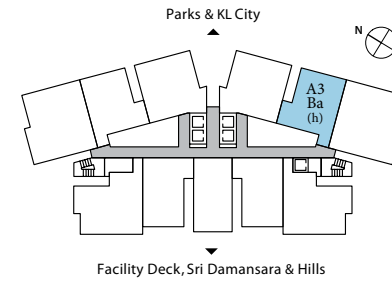 Parks & KL City
N
A3
Ba
(h)
Facility Deck, Sri Damansara & Hills